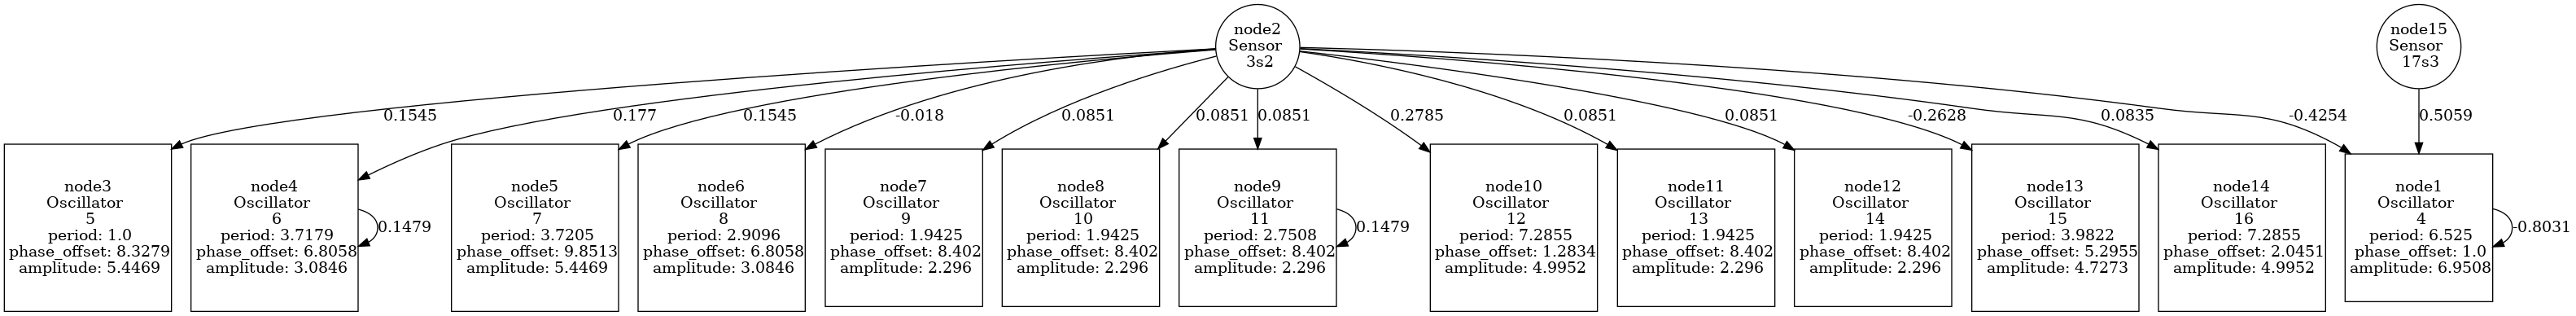 node2
Sensor
3s2
node15
Sensor
17s3
0.1545
0.177
0.1545
-0.018
0.0851
0.0851
0.0851
0.2785
0.0851
0.0851
-0.2628
0.0835
-0.4254
0.5059
node3
Oscillator
5
period: 1.0
phase_offset: 8.3279
amplitude: 5.4469
node4
Oscillator
6
period: 3.7179
phase_offset: 6.8058
amplitude: 3.0846
0.1479
node5
Oscillator
7
period: 3.7205
phase_offset: 9.8513
amplitude: 5.4469
node6
Oscillator
8
period: 2.9096
phase_offset: 6.8058
amplitude: 3.0846
node7
Oscillator
9
period: 1.9425
phase_offset: 8.402
amplitude: 2.296
node8
Oscillator
10
period: 1.9425
phase_offset: 8.402
amplitude: 2.296
node9
Oscillator
11
period: 2.7508
phase_offset: 8.402
amplitude: 2.296
0.1479
node10
Oscillator
12
period: 7.2855
phase_offset: 1.2834
amplitude: 4.9952
node11
Oscillator
13
period: 1.9425
phase_offset: 8.402
amplitude: 2.296
node12
Oscillator
14
period: 1.9425
phase_offset: 8.402
amplitude: 2.296
node13
Oscillator
15
period: 3.9822
phase_offset: 5.2955
amplitude: 4.7273
node14
Oscillator
16
period: 7.2855
phase_offset: 2.0451
amplitude: 4.9952
node1
Oscillator
4
period: 6.525
phase_offset: 1.0
amplitude: 6.9508
-0.8031